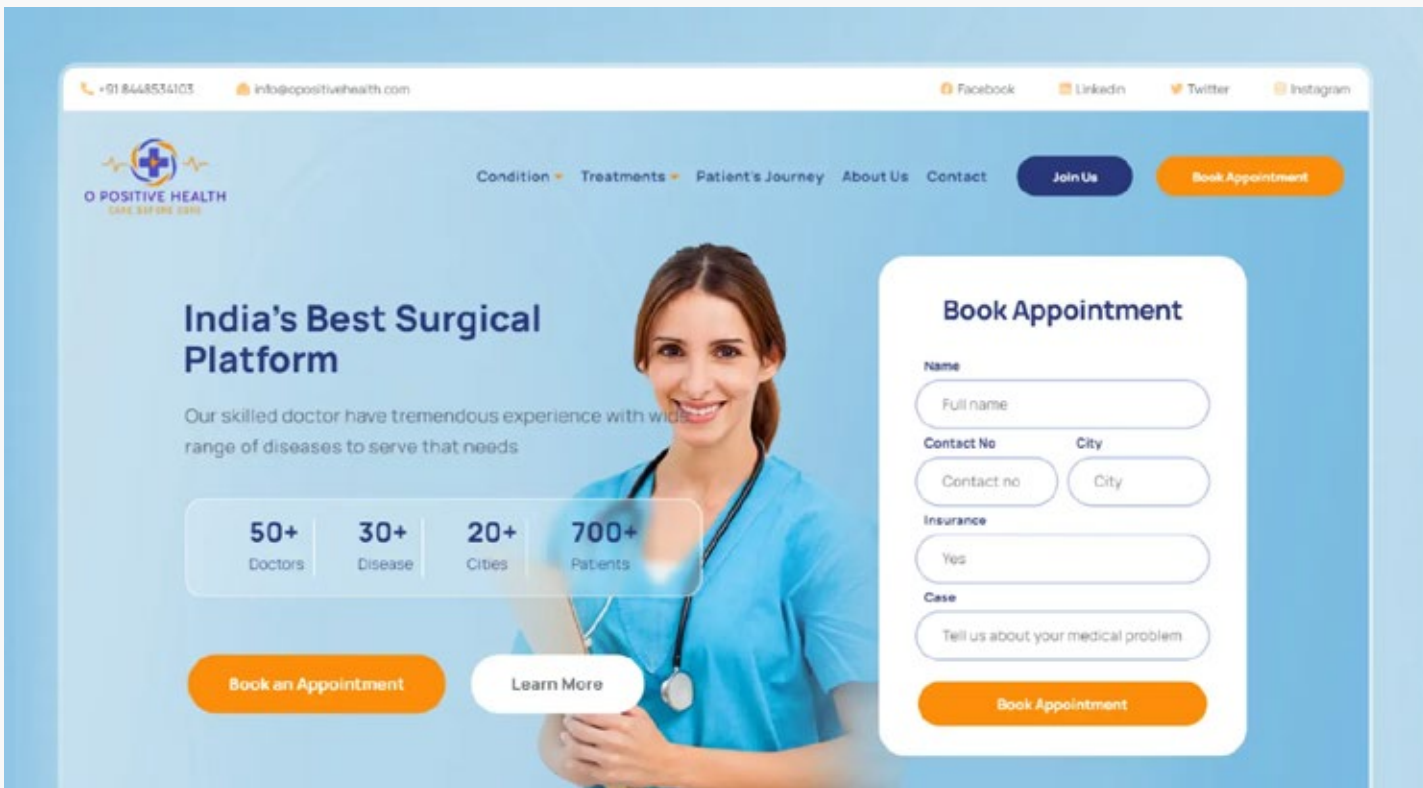 +91 8448534103
info@opositivehealth.com
Facebook
Linkedin
Twitter
Instagram
O POSITIVE HEALTH
CARE BEFORE CURE
Condition
Treatments
Patient's Journey
About Us
Contact
Join Us
Book Appointment
India's Best Surgical
Platform
Our skilled doctor have tremendous experience with wide
range of diseases to serve that needs
50+
Doctors
30+
Disease
20+
Cities
700+
Patients
Book an Appointment
Learn More
Book Appointment
Name
Full name
Contact No
City
Contact no
City
Insurance
Yes
Case
Tell us about your medical problem
Book Appointment